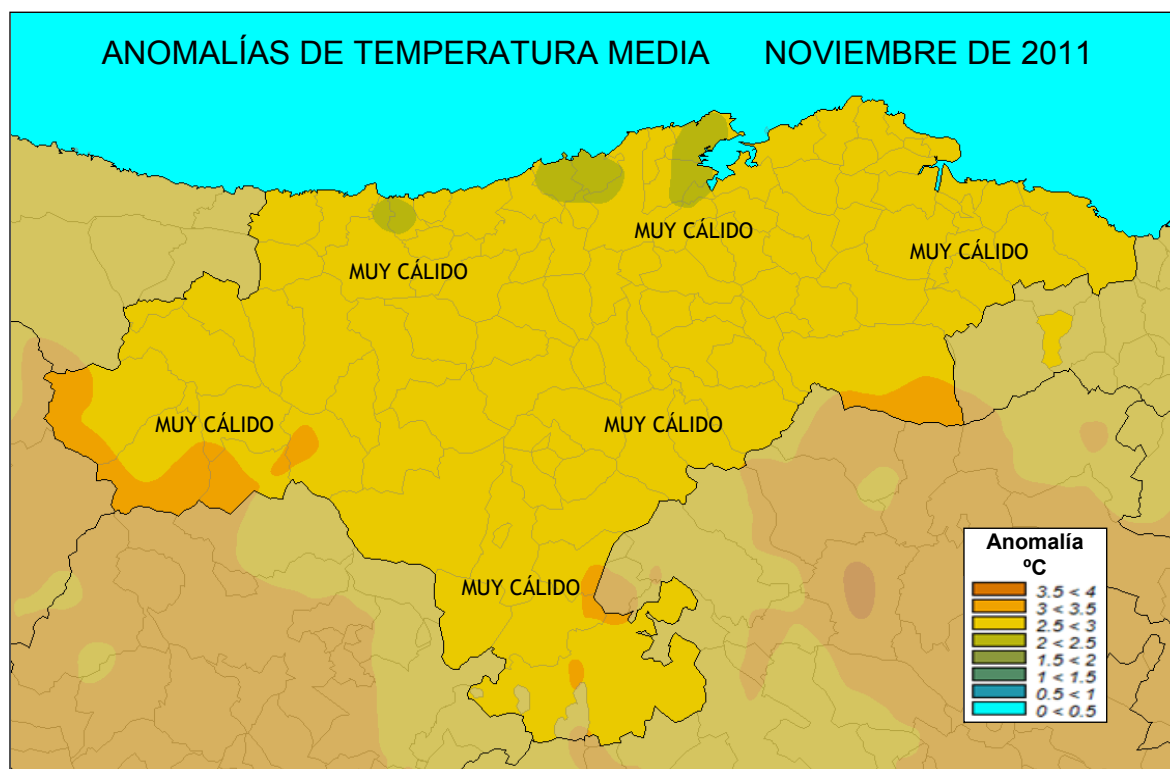 ANOMALÍAS DE TEMPERATURA MEDIA NOVIEMBRE DE 2011
MUY CÁLIDO
MUY CÁLIDO
MUY CÁLIDO
MUY CÁLIDO
MUY CÁLIDO
MUY CÁLIDO
Anomalía
ºC
3.5 < 4
3 < 3.5
2.5 < 3
2 < 2.5
1.5 < 2
1 < 1.5
0.5 < 1
0 < 0.5